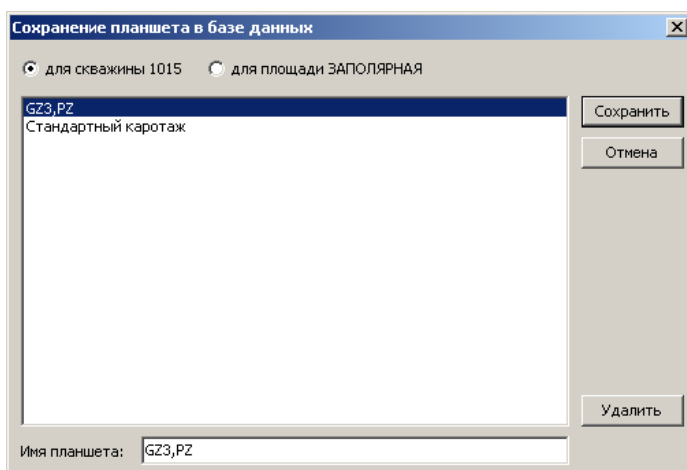 Сохранение планшета в базе данных
для скважины 1015 для площади ЗАПОЛЯРНАЯ
GZ3,PZ
Стандартный каротаж
Сохранить
Отмена
Удалить
Имя планшета: GZ3,PZ